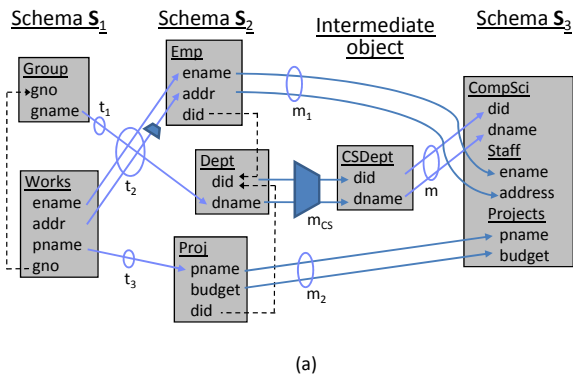 Schema S1
Schema S2
Intermediate
object
Schema S3
Group
gno
gname
Works
ename
addr
pname
gno
t1
t2
t3
Emp
ename
addr
did
Dept
did
dname
Proj
pname
budget
did
m1
mCS
m2
CSDept
did
dname
m
CompSci
did
dname
Staff
ename
address
Projects
pname
budget
(a)